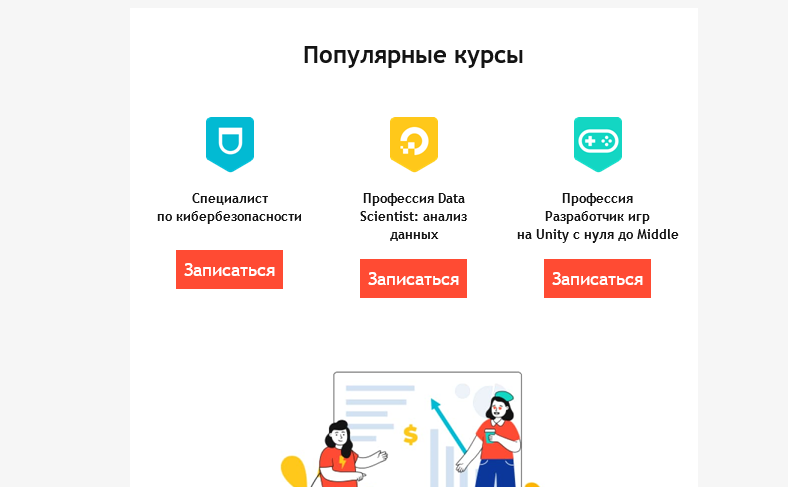 Популярные курсы
Специалист
по кибербезопасности
Записаться
Профессия Data
Scientist: анализ
данных
Записаться
Профессия
Разработчик игр
на Unity с нуля до Middle
Записаться
$